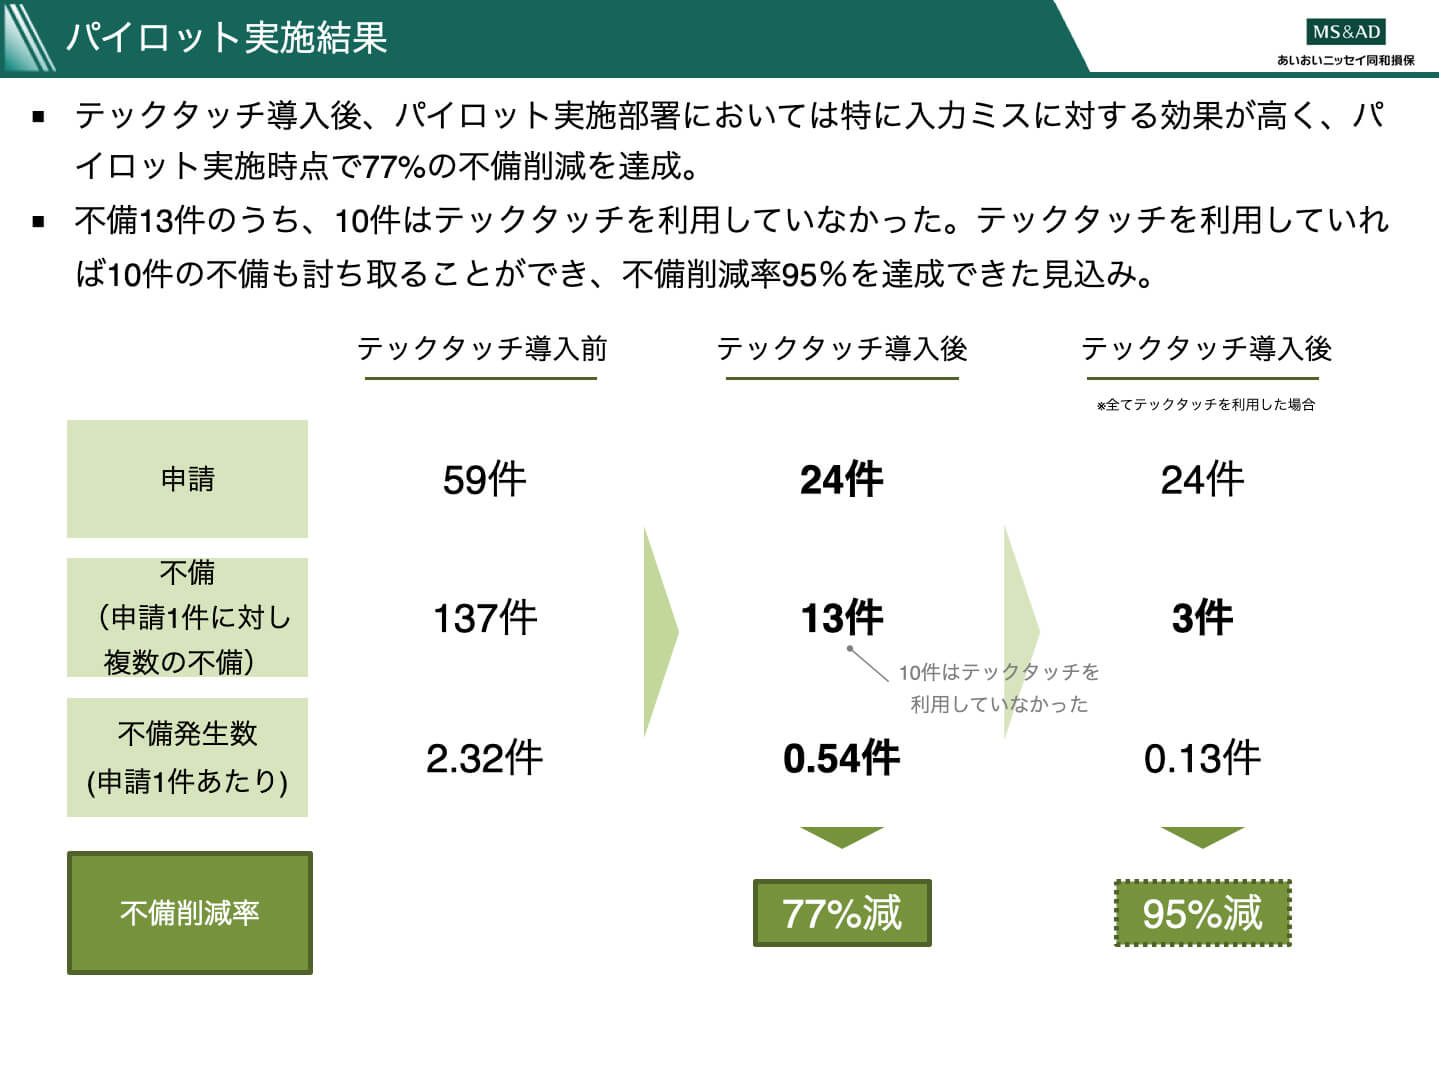 パイロット実施結果
MS&AD
あいおいニッセイ同和損保
▪ テックタッチ導入後、パイロット実施部署においては特に入力ミスに対する効果が高く、パ
イロット実施時点で77%の不備削減を達成。
▪ 不備13件のうち、10件はテックタッチを利用していなかった。テックタッチを利用していれ
ば10件の不備も討ち取ることができ、不備削減率95%を達成できた見込み。
テックタッチ導入前
テックタッチ導入後
テックタッチ導入後
※全てテックタッチを利用した場合
申請
59件
24件
24件
不備
（申請1件に対し
複数の不備）
137件
13件
3件
10件はテックタッチを
利用していなかった
不備発生数
(申請1件あたり)
2.32件
0.54件
0.13件
不備削減率
77%減
95%減